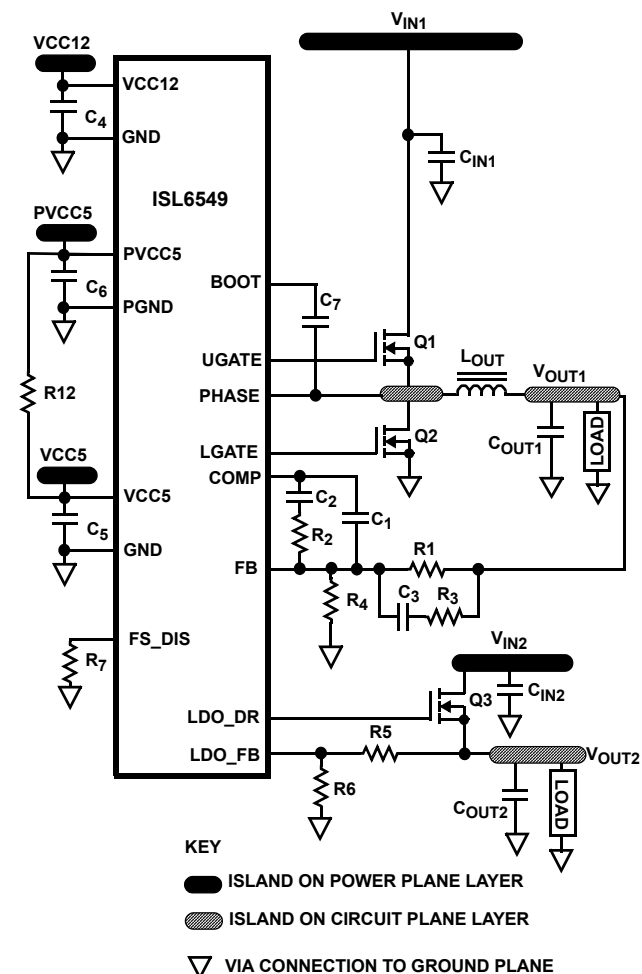 V_IN1
VCC12
VCC12
C4
GND
C_IN1
ISL6549
PVCC5
PVCC5
C6
PGND
BOOT
C7
UGATE
Q1
L_OUT
V_OUT1
PHASE
R12
LGATE
Q2
C_OUT1
LOAD
COMP
VCC5
VCC5
C2
C1
C5
R2
GND
FB
R1
R4
C3
R3
FS_DIS
R7
V_IN2
Q3
C_IN2
LDO_DR
R5
LDO_FB
V_OUT2
R6
C_OUT2
LOAD
KEY
ISLAND ON POWER PLANE LAYER
ISLAND ON CIRCUIT PLANE LAYER
VIA CONNECTION TO GROUND PLANE